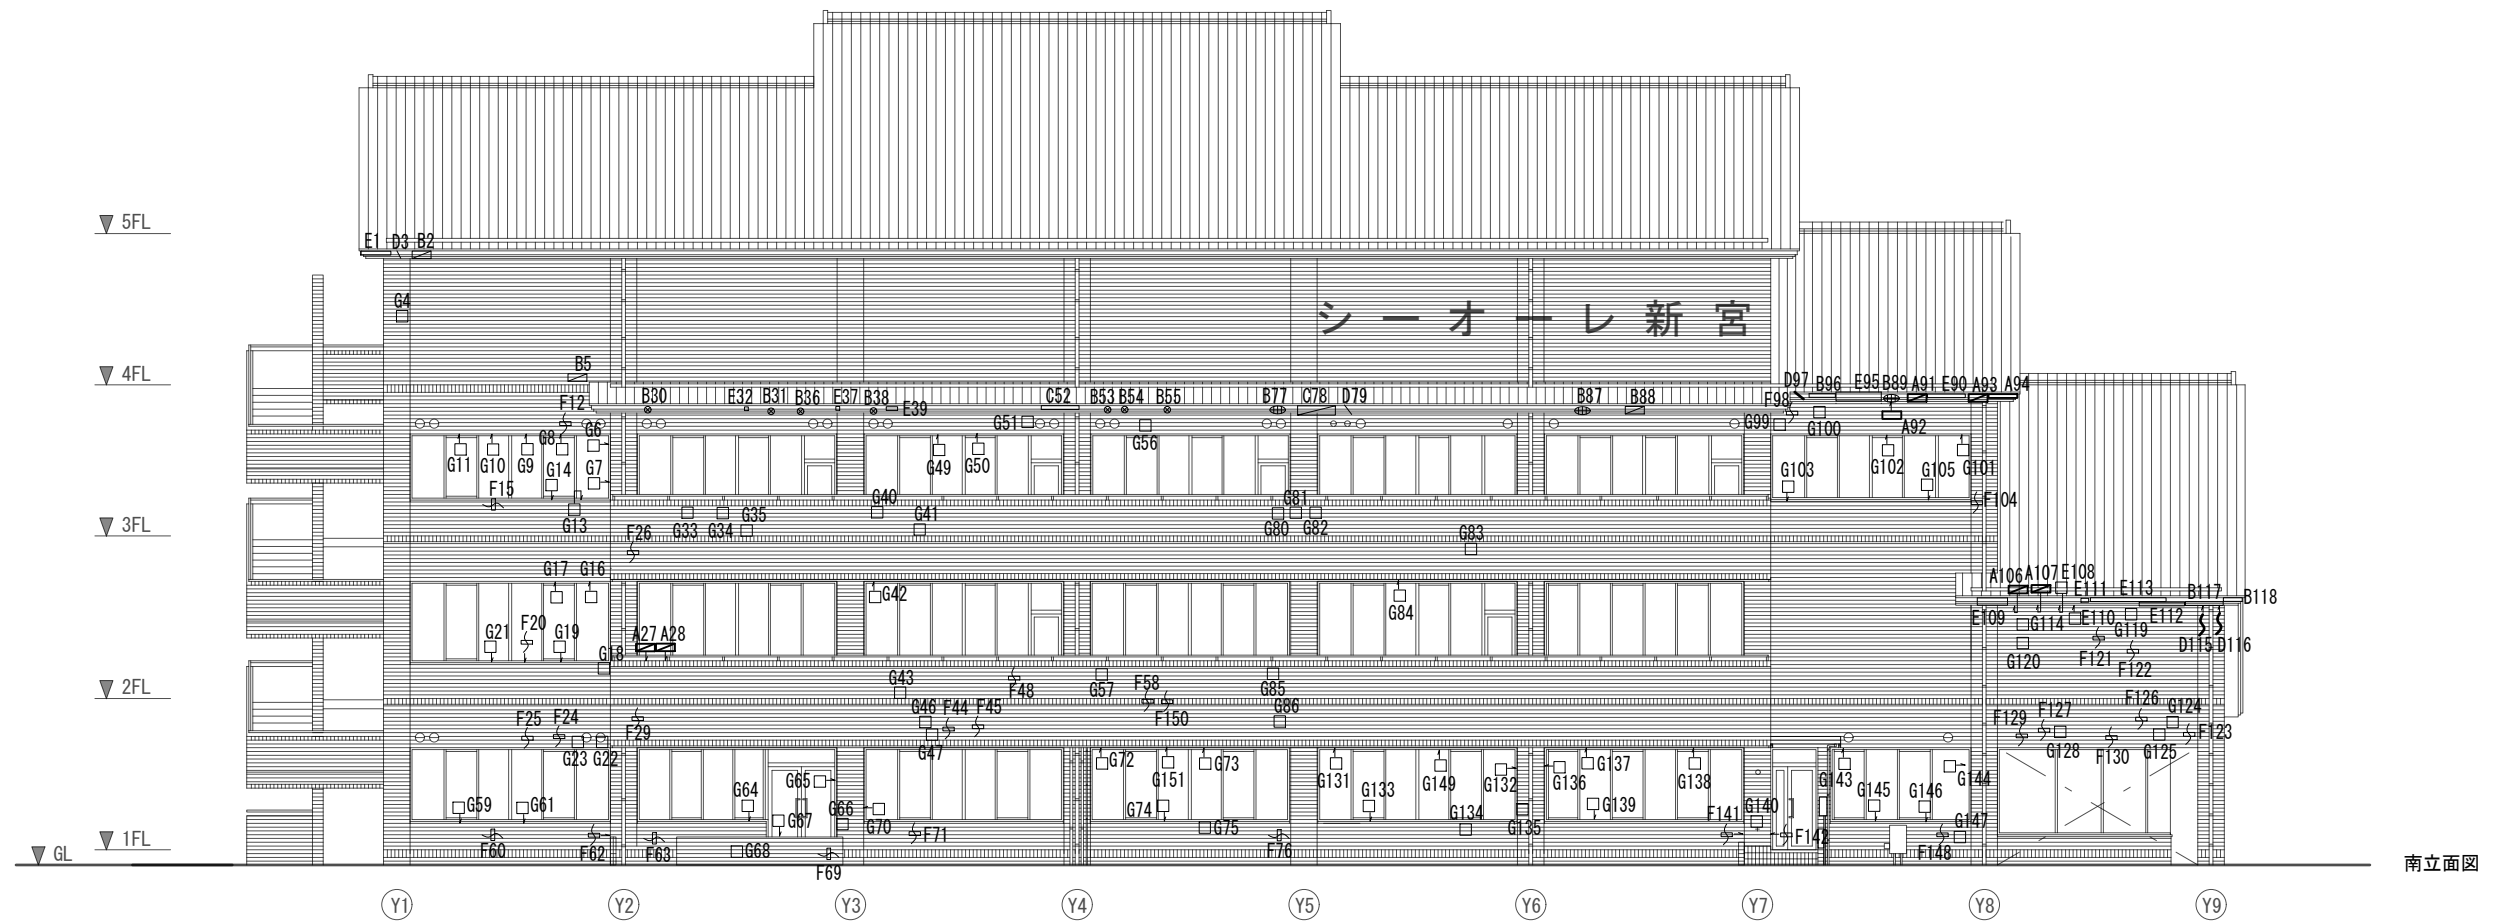 5FL
E1 D3 B2
G4
シーオーレ新宮
4FL
B5
B30 E32 B31 B36 E37 B38 E39 C52 B53 B54 B55 B77 C78 D79 B87 B88 D97 B96 E95 B89 A91 E90 A93 A94
F12 G51 G56 F98 G99 G100 A92
G8 G6 G7
G11 G10 G9 G14 G49 G50 G103 G102 G105 G101
F15 G13 G40 G81 F104
3FL
F26 G33 G34 G35 G41 G80 G82 G83
G17 G16 G42 G84 A106 A107 E108 E111 E113 B117 B118
E109 G114 E110 G119 E112 D115 D116
G21 F20 G19 A27 A28 G120 F121 F122
G18
2FL
G43 F48 G57 F58 G85
F25 F24 F29 G46 F44 F45 F150 G86 F129 F127 F126 G124
G23 G22 G47 G128 F130 G125 F123
G72 G151 G73 G131 G149 G132 G136 G137 G138 G143 G144
G59 G61 G64 G65 G66 G67 G70 G74 G133 G139 G145 G146
1FL
F60 F62 F63 G68 F69 F71 G75 F76 G134 G135 F141 G140 F142 F148 G147
GL
南立面図
Y1 Y2 Y3 Y4 Y5 Y6 Y7 Y8 Y9